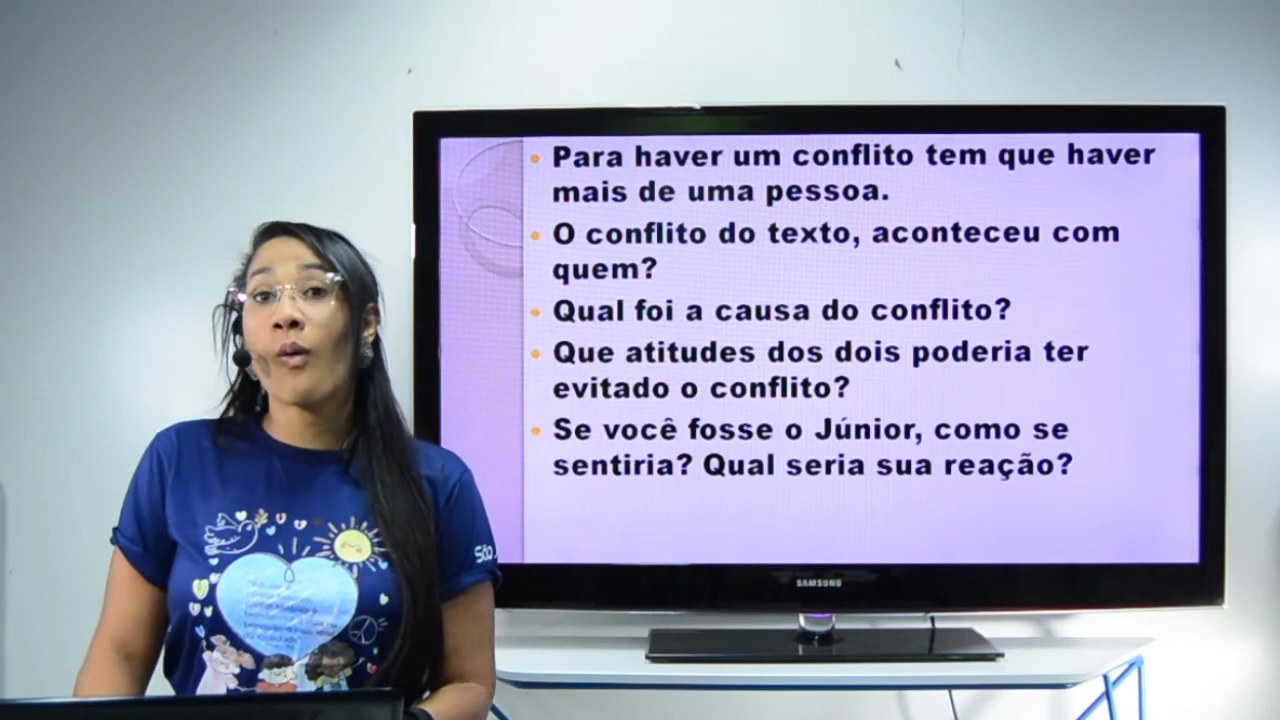 • Para haver um conflito tem que haver
mais de uma pessoa.
• O conflito do texto, aconteceu com
quem?
• Qual foi a causa do conflito?
• Que atitudes dos dois poderia ter
evitado o conflito?
• Se você fosse o Júnior, como se
sentiria? Qual seria sua reação?
SAMSUNG
São